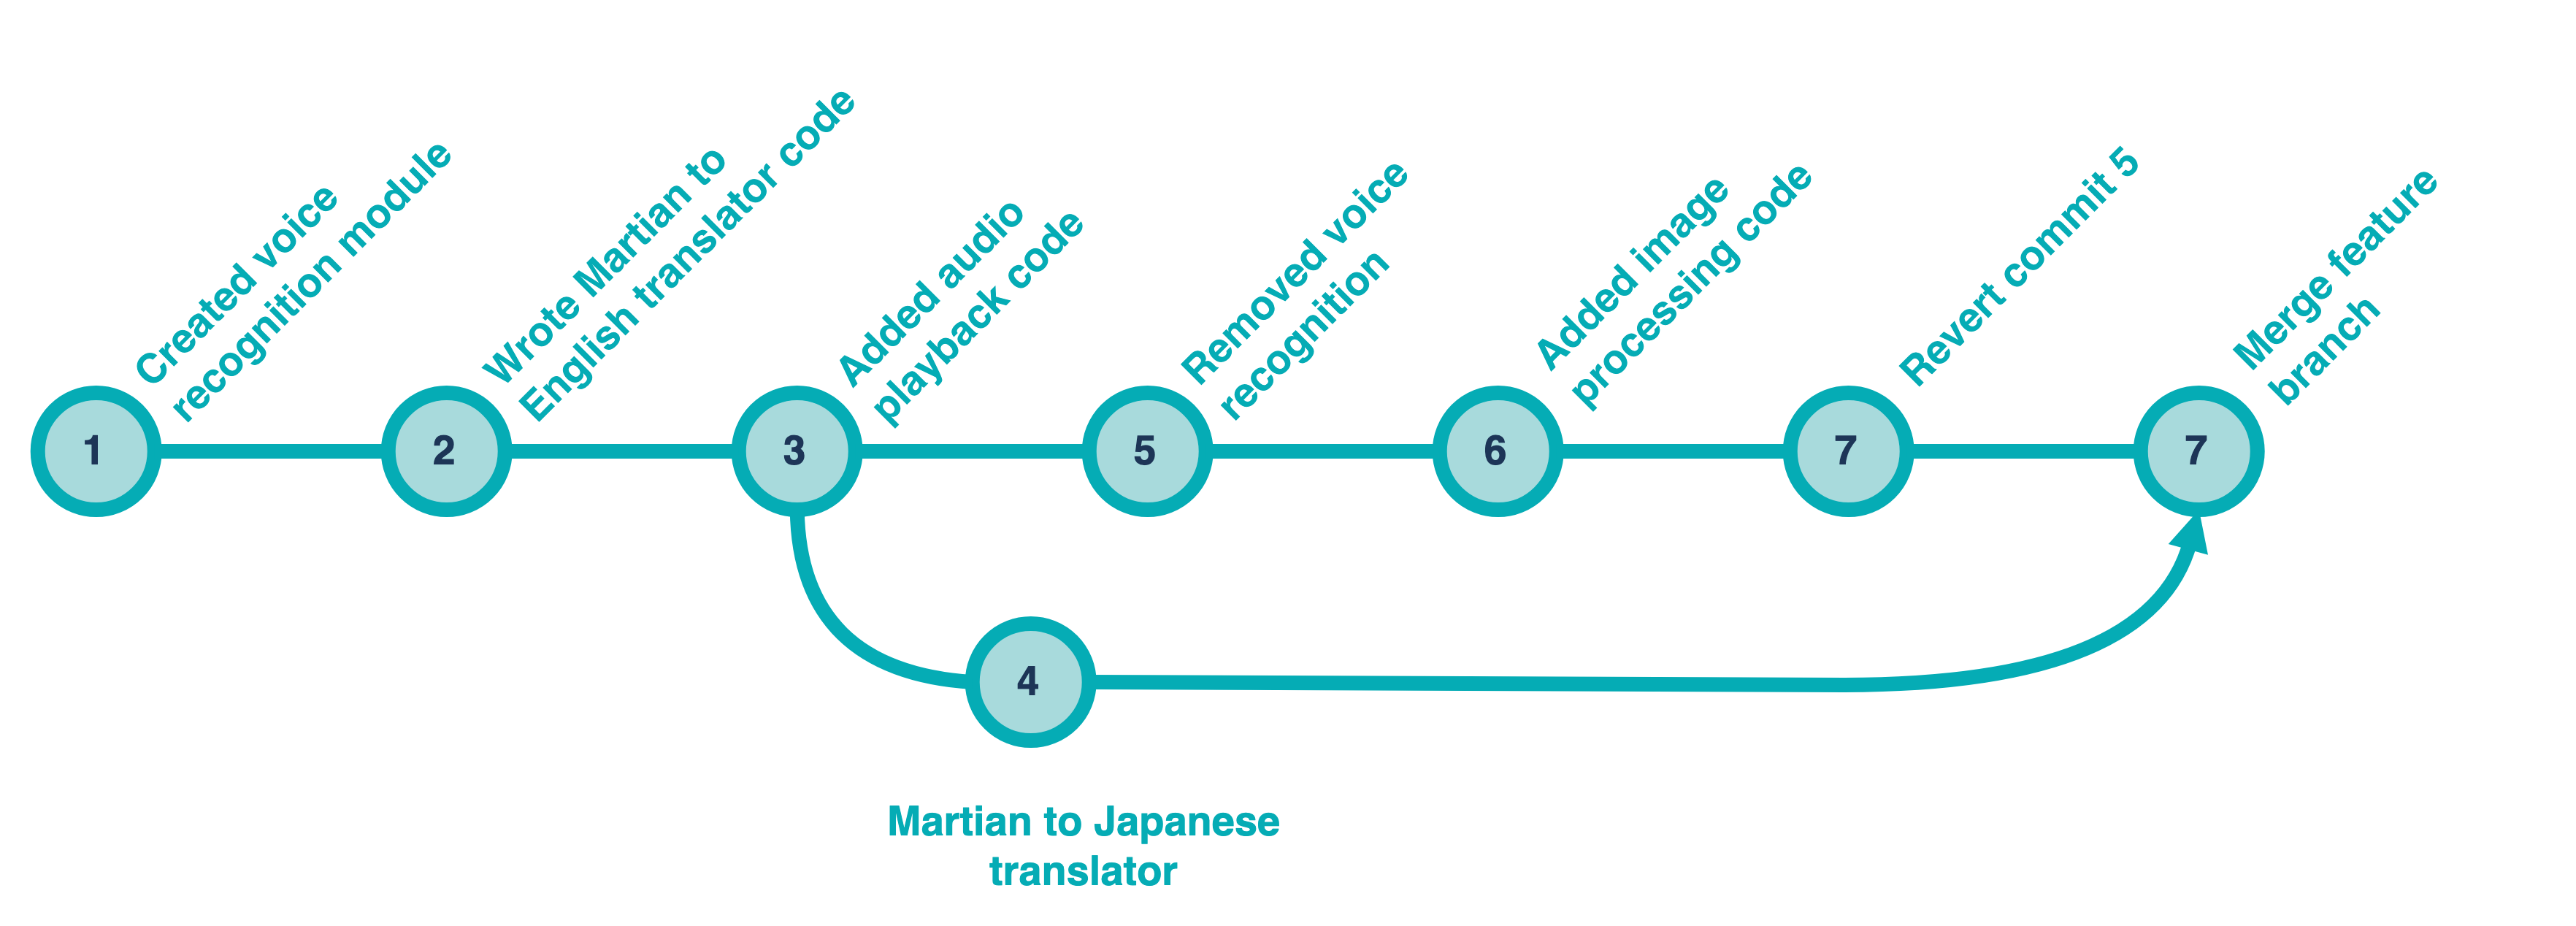 Created voice
recognition module
Wrote Martian to
English translator code
Added audio
playback code
Removed voice
recognition
Added image
processing code
Revert commit 5
Merge feature
branch
1
2
3
5
6
7
7
4
Martian to Japanese
translator